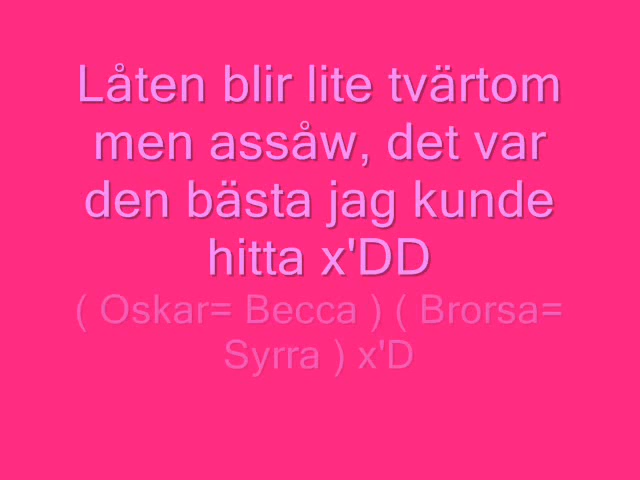 Låten blir lite tvärtom
men assåw, det var
den bästa jag kunde
hitta x'DD
( Oskar= Becca ) ( Brorsa=
Syrra ) x'D